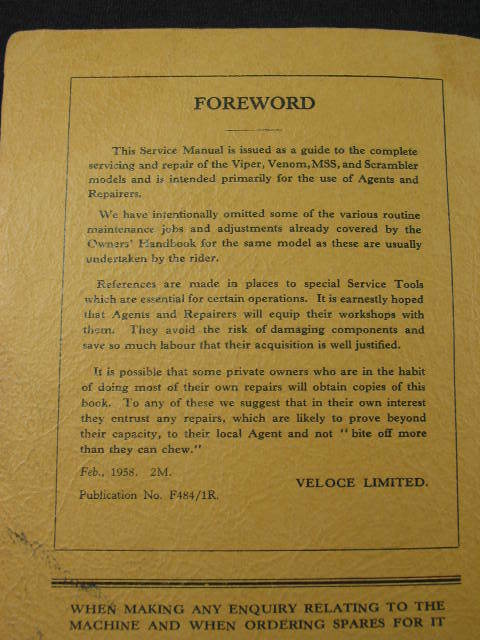 FOREWORD
This Service Manual is issued as a guide to the complete
servicing and repair of the Viper, Venom, MSS, and Scrambler
models and is intended primarily for the use of Agents and
Repairers.
We have intentionally omitted some of the various routine
maintenance jobs and adjustments already covered by the
Owners' Handbook for the same model as these are usually
undertaken by the rider.
References are made in places to special Service Tools
which are essential for certain operations. It is earnestly hoped
that Agents and Repairers will equip their workshops with
them. They avoid the risk of damaging components and
save so much labour that their acquisition is well justified.
It is possible that some private owners who are in the habit
of doing most of their own repairs will obtain copies of this
book. To any of these we suggest that in their own interest
they entrust any repairs, which are likely to prove beyond
their capacity, to their local Agent and not "bite off more
than they can chew."
Feb., 1958. 2M.
VELOCE LIMITED.
Publication No. F484/1R.
WHEN MAKING ANY ENQUIRY RELATING TO THE
MACHINE AND WHEN ORDERING SPARES FOR IT